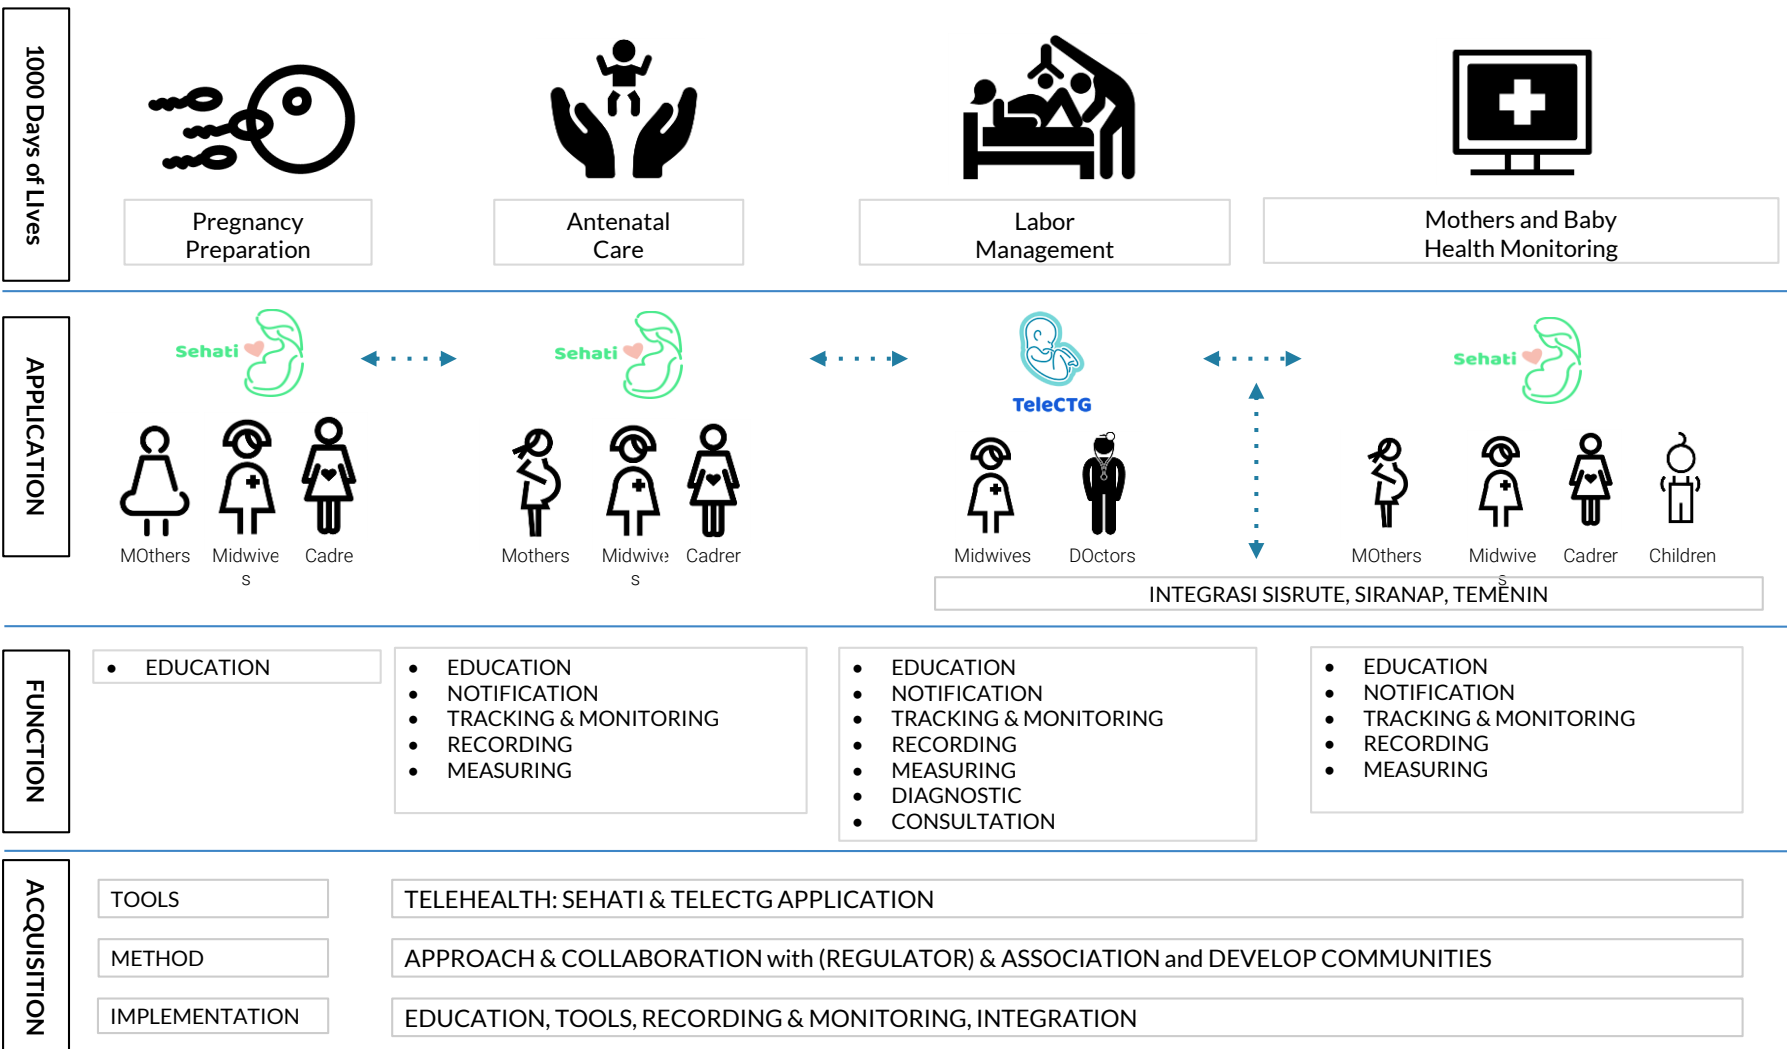 1000 Days of LIves
Pregnancy
Preparation
Antenatal
Care
Labor
Management
Mothers and Baby
Health Monitoring
APPLICATION
Sehati
Sehati
TeleCTG
Sehati
MOthers
Midwive
s
Cadre
Mothers
Midwive
s
Cadrer
Midwives
DOctors
MOthers
Midwive
s
Cadrer
Children
INTEGRASI SISRUTE, SIRANAP, TEMENIN
FUNCTION
• EDUCATION
• EDUCATION
• NOTIFICATION
• TRACKING & MONITORING
• RECORDING
• MEASURING
• EDUCATION
• NOTIFICATION
• TRACKING & MONITORING
• RECORDING
• MEASURING
• DIAGNOSTIC
• CONSULTATION
• EDUCATION
• NOTIFICATION
• TRACKING & MONITORING
• RECORDING
• MEASURING
ACQUISITION
TOOLS
TELEHEALTH: SEHATI & TELECTG APPLICATION
METHOD
APPROACH & COLLABORATION with (REGULATOR) & ASSOCIATION and DEVELOP COMMUNITIES
IMPLEMENTATION
EDUCATION, TOOLS, RECORDING & MONITORING, INTEGRATION